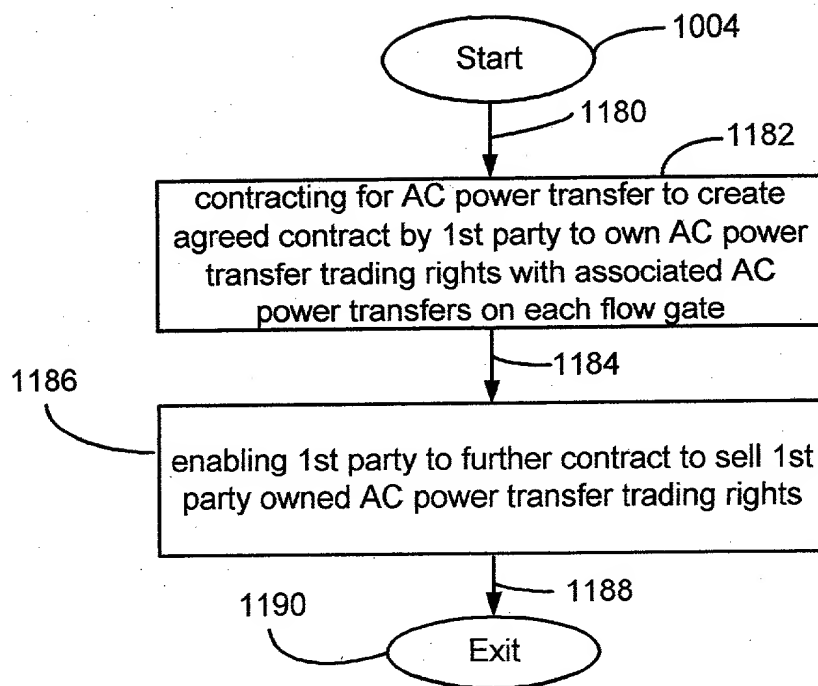 Start
1004
1180
1182
contracting for AC power transfer to create
agreed contract by 1st party to own AC power
transfer trading rights with associated AC
power transfers on each flow gate
1184
1186
enabling 1st party to further contract to sell 1st
party owned AC power transfer trading rights
1188
1190
Exit